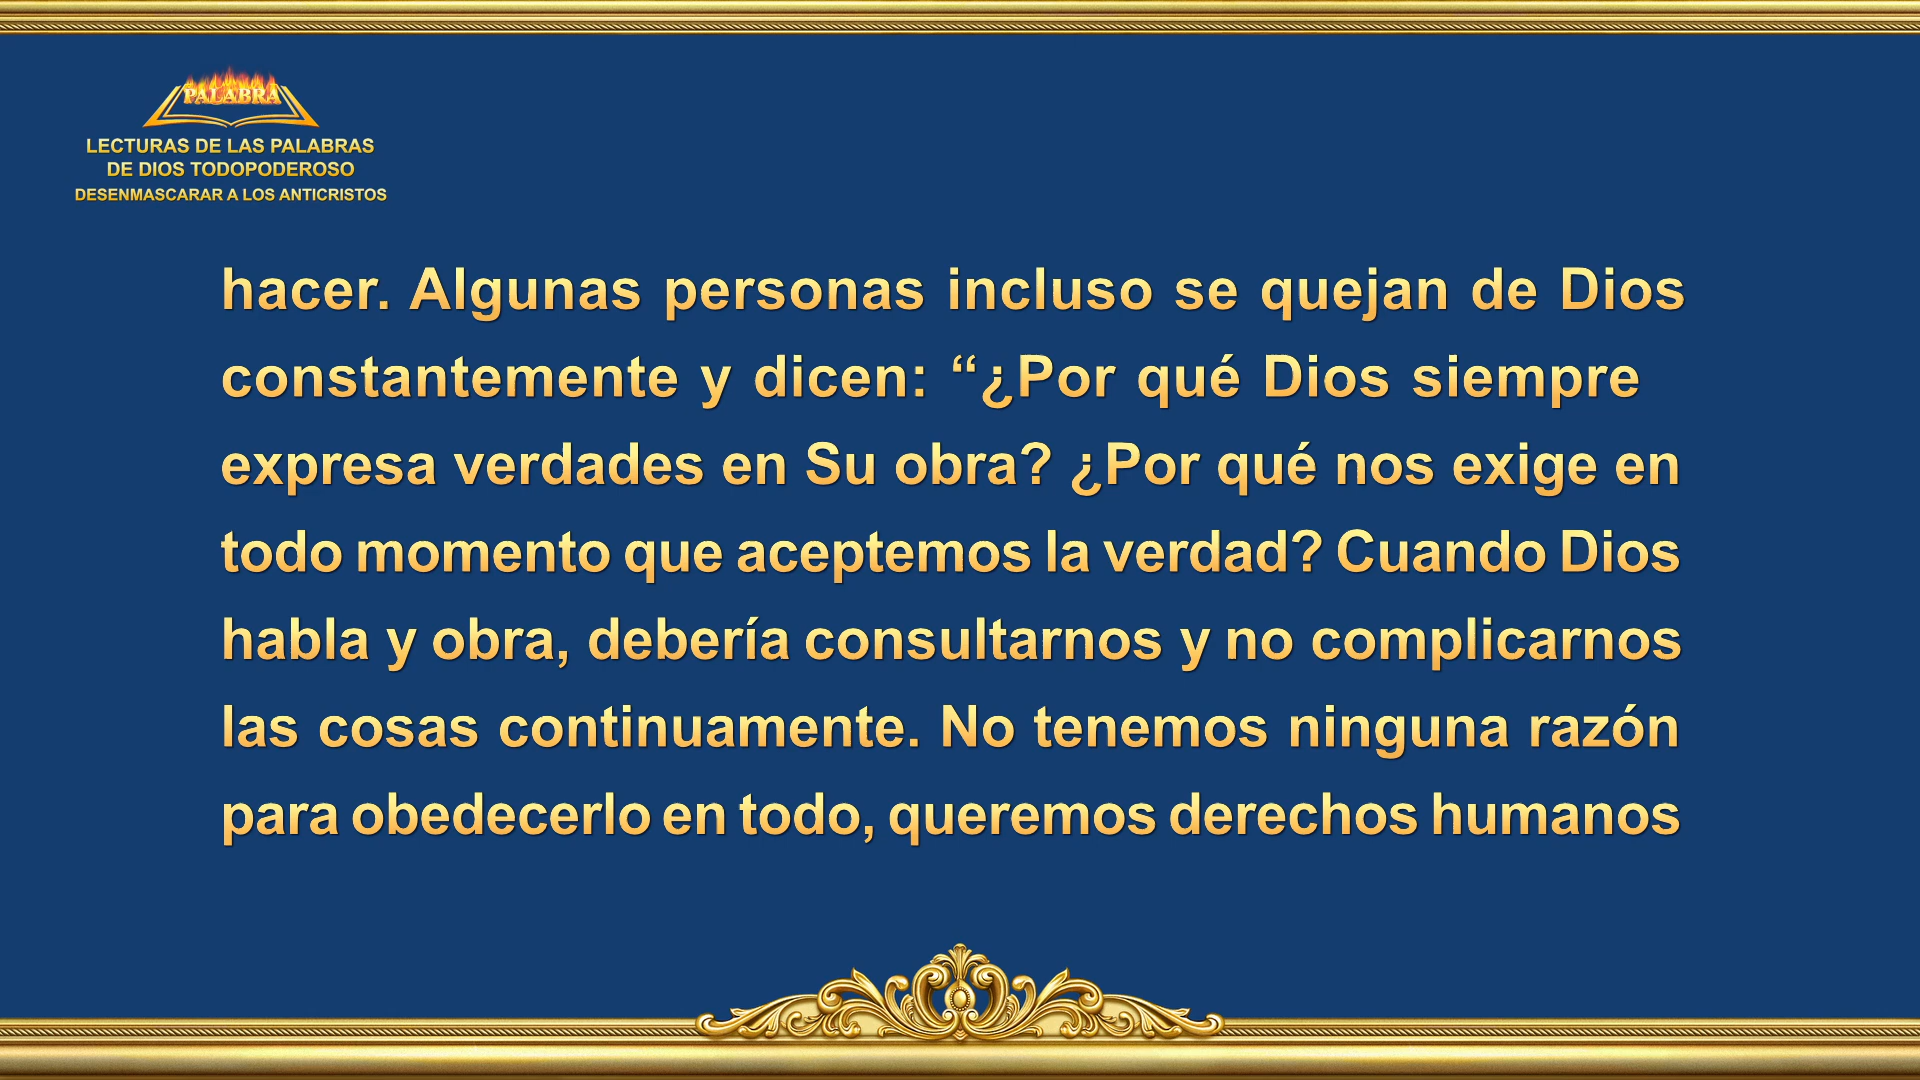 PALABRA
LECTURAS DE LAS PALABRAS
DE DIOS TODOPODEROSO
DESENMASCARAR A LOS ANTICRISTOS
hacer. Algunas personas incluso se quejan de Dios
constantemente y dicen: “¿Por qué Dios siempre
expresa verdades en Su obra? ¿Por qué nos exige en
todo momento que aceptemos la verdad? Cuando Dios
habla y obra, debería consultarnos y no complicarnos
las cosas continuamente. No tenemos ninguna razón
para obedecerlo en todo, queremos derechos humanos